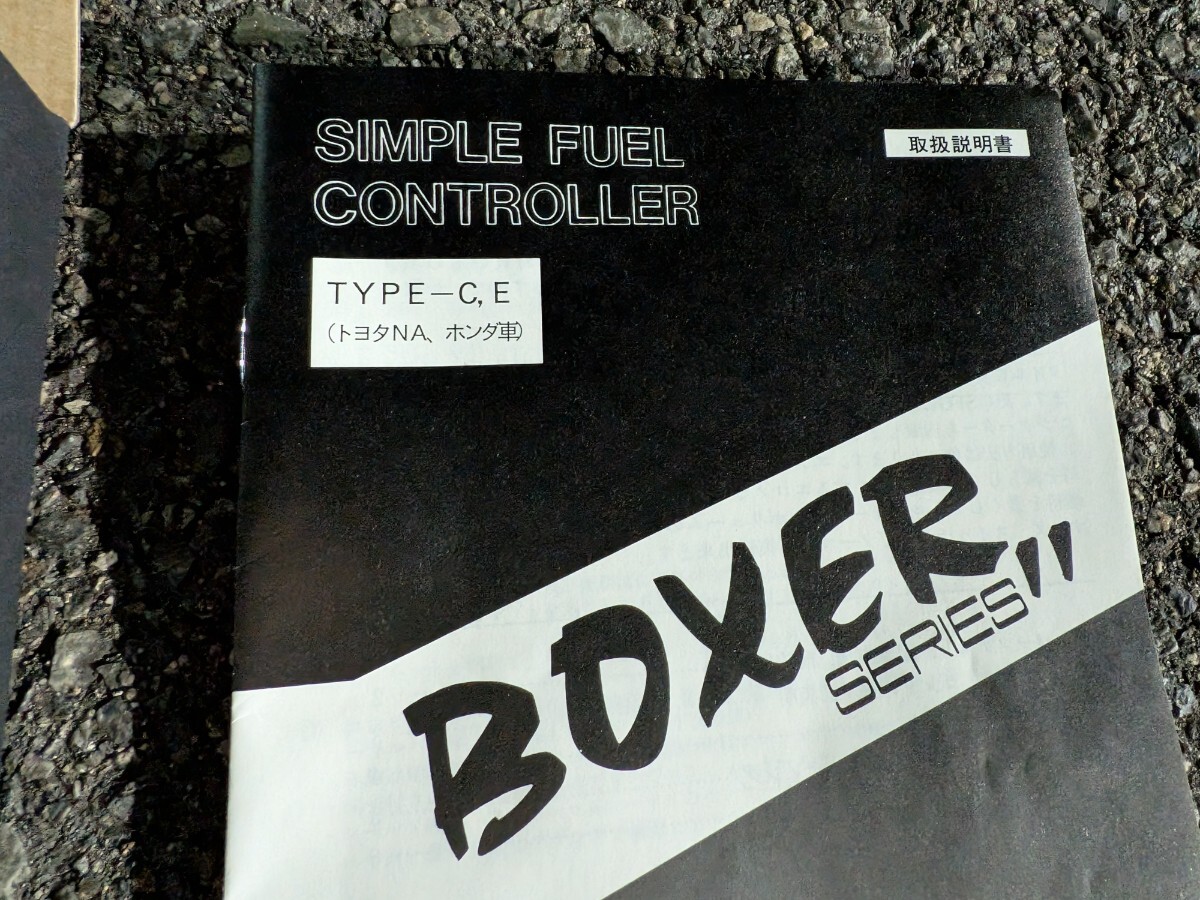 SIMPLE FUEL
CONTROLLER
取扱説明書
TYPE-C, E
(トヨタNA、ホンダ車)
BOXER
SERIES"